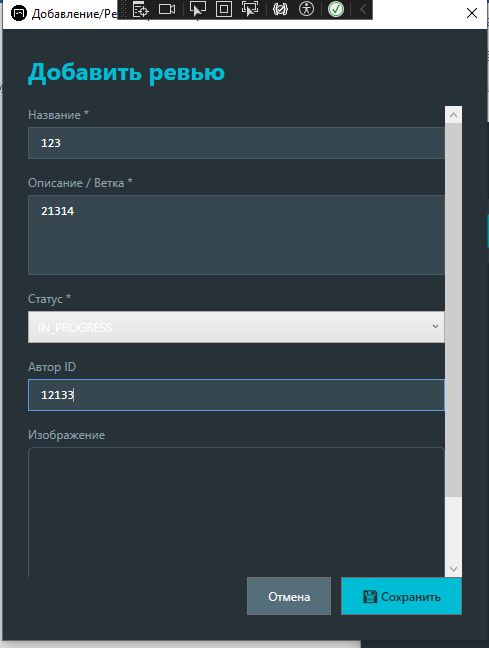 Добавление/Ре
Добавить ревью
Название *
123
Описание / Ветка *
21314
Статус *
IN_PROGRESS
Автор ID
12133
Изображение
Отмена
Сохранить